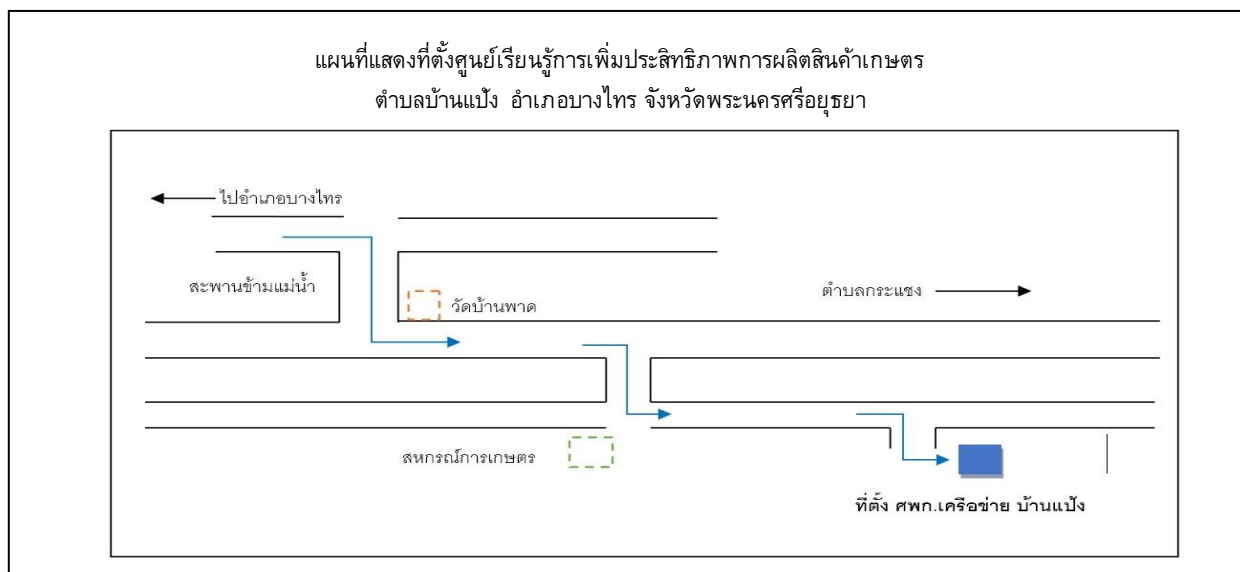 แผนที่แสดงที่ตั้งศูนย์เรียนรู้การเพิ่มประสิทธิภาพการผลิตสินค้าเกษตร
ตำบลบ้านแป้ง อำเภอบางไทร จังหวัดพระนครศรีอยุธยา
ไปอำเภอบางไทร
สะพานข้ามแม่น้ำ
วัดบ้านพาด
ตำบลกระแชง
สหกรณ์การเกษตร
ที่ตั้ง ศพก.เครือข่าย บ้านแป้ง